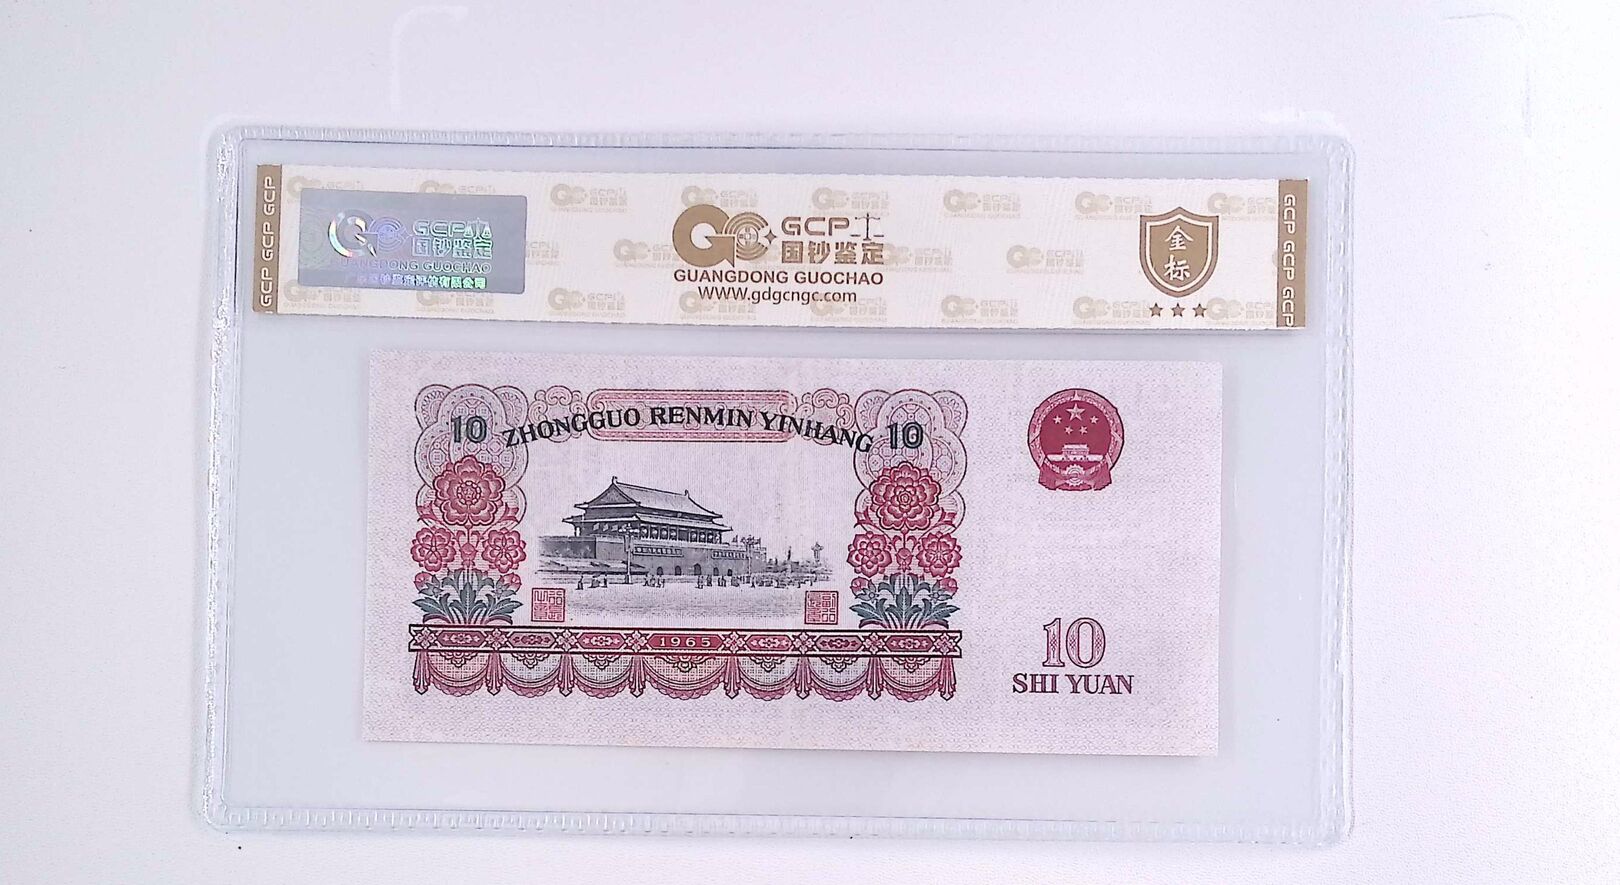 GCP GCP GCP
GCP
国钞鉴定
GUANGDONG GUOCHAO
GCP
国钞鉴定
GUANGDONG GUOCHAO
WWW.gdgcngc.com
金
标
GCP GCP GCP
10 ZHONGGUO RENMIN YINHANG 10
1965
10
SHI YUAN